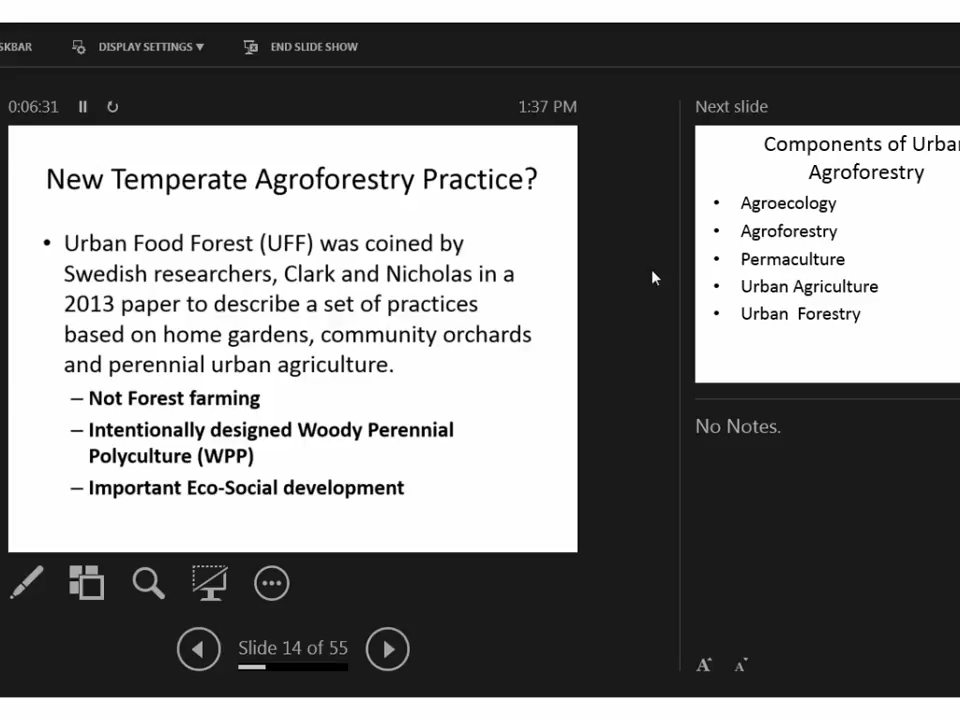 SKBAR DISPLAY SETTINGS ▼ END SLIDE SHOW
0:06:31 1:37 PM
New Temperate Agroforestry Practice?
• Urban Food Forest (UFF) was coined by
Swedish researchers, Clark and Nicholas in a
2013 paper to describe a set of practices
based on home gardens, community orchards
and perennial urban agriculture.
– Not Forest farming
– Intentionally designed Woody Perennial
Polyculture (WPP)
– Important Eco-Social development
Slide 14 of 55
Next slide
Components of Urban
Agroforestry
• Agroecology
• Agroforestry
• Permaculture
• Urban Agriculture
• Urban Forestry
No Notes.
A A